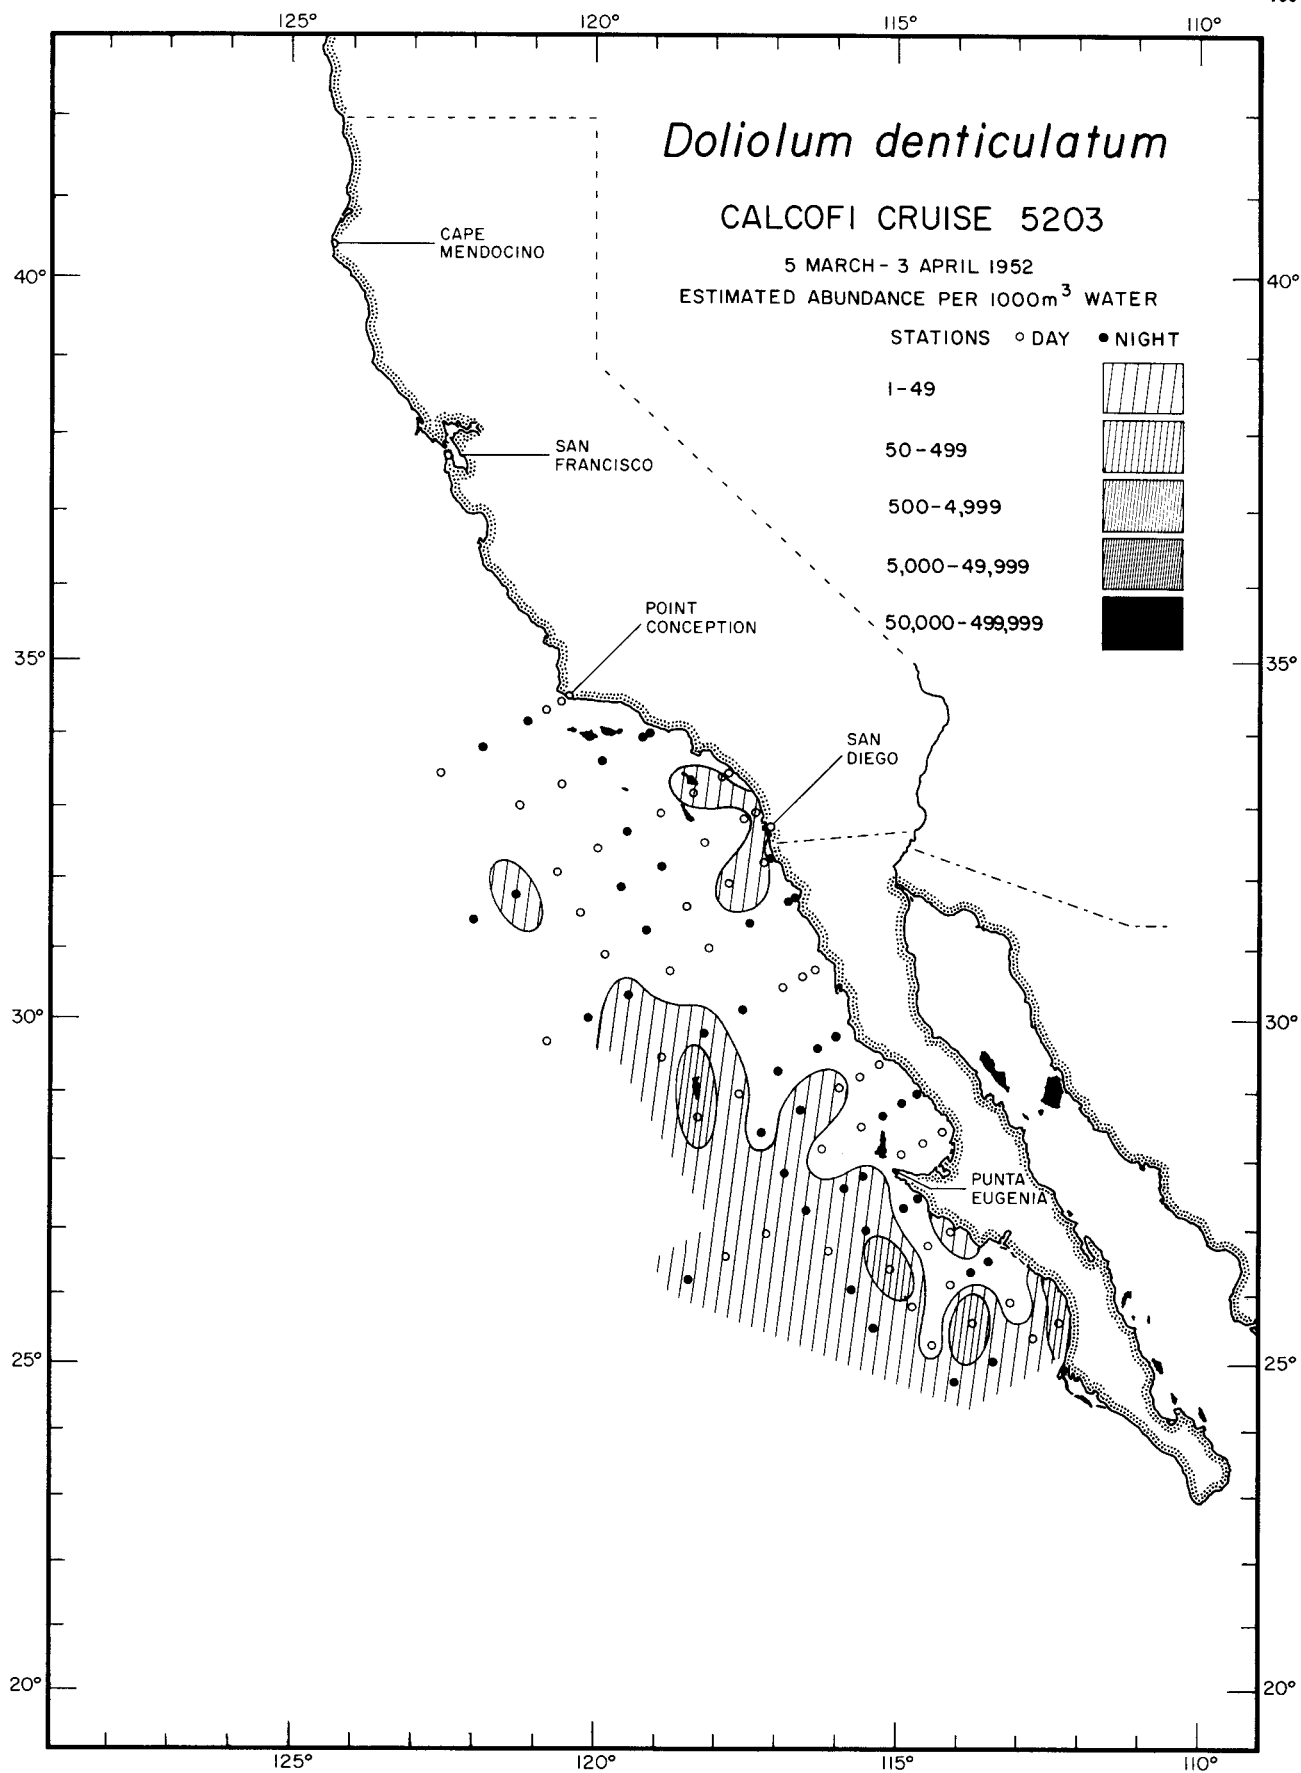 125° 120° 115° 110°
Doliolum denticulatum
CALCOFI CRUISE 5203
5 MARCH - 3 APRIL 1952
ESTIMATED ABUNDANCE PER 1000m³ WATER
STATIONS ○ DAY ● NIGHT
1-49
50-499
500-4,999
5,000-49,999
50,000-499,999
CAPE
MENDOCINO
40° 40°
SAN
FRANCISCO
POINT
CONCEPTION
35° 35°
SAN
DIEGO
30° 30°
PUNTA
EUGENIA
25° 25°
20° 20°
125° 120° 115° 110°